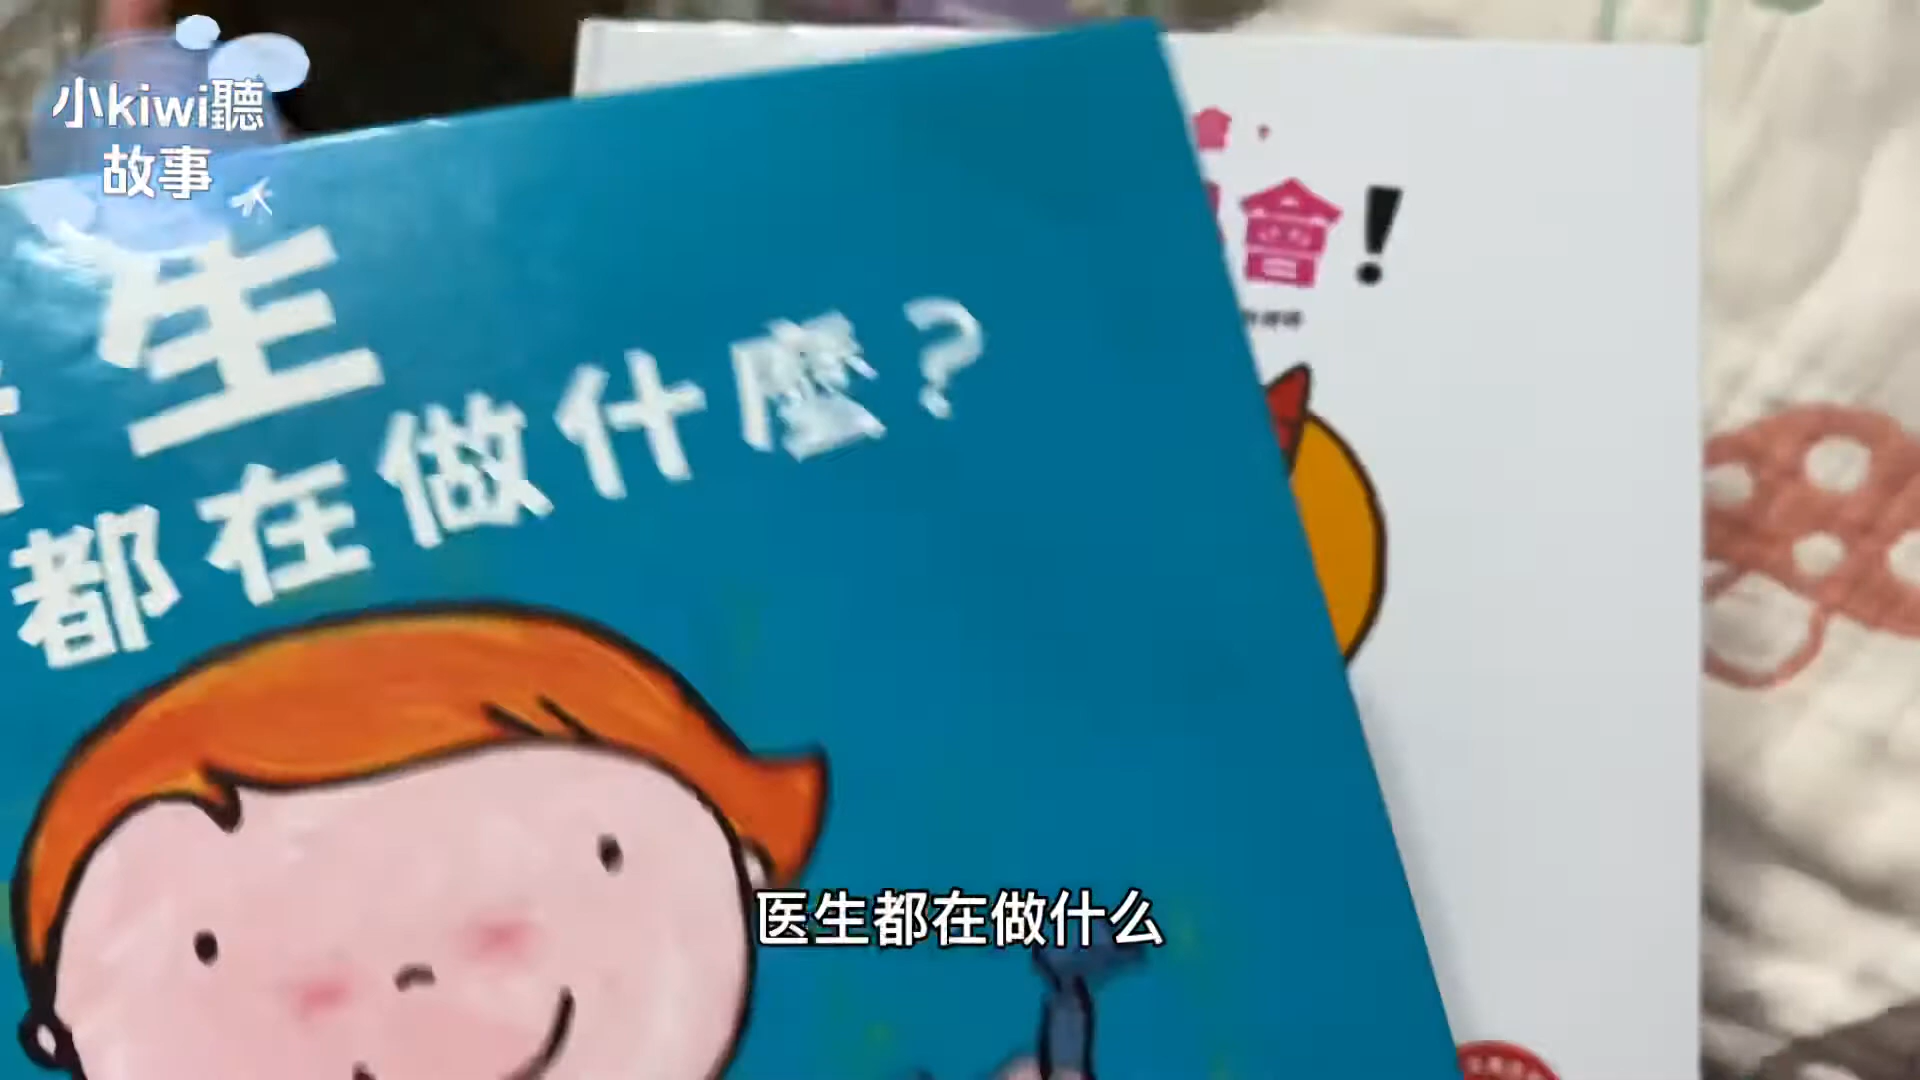 小kiwi聽
故事
生
都在做什麼?
會,
會!
医生都在做什么